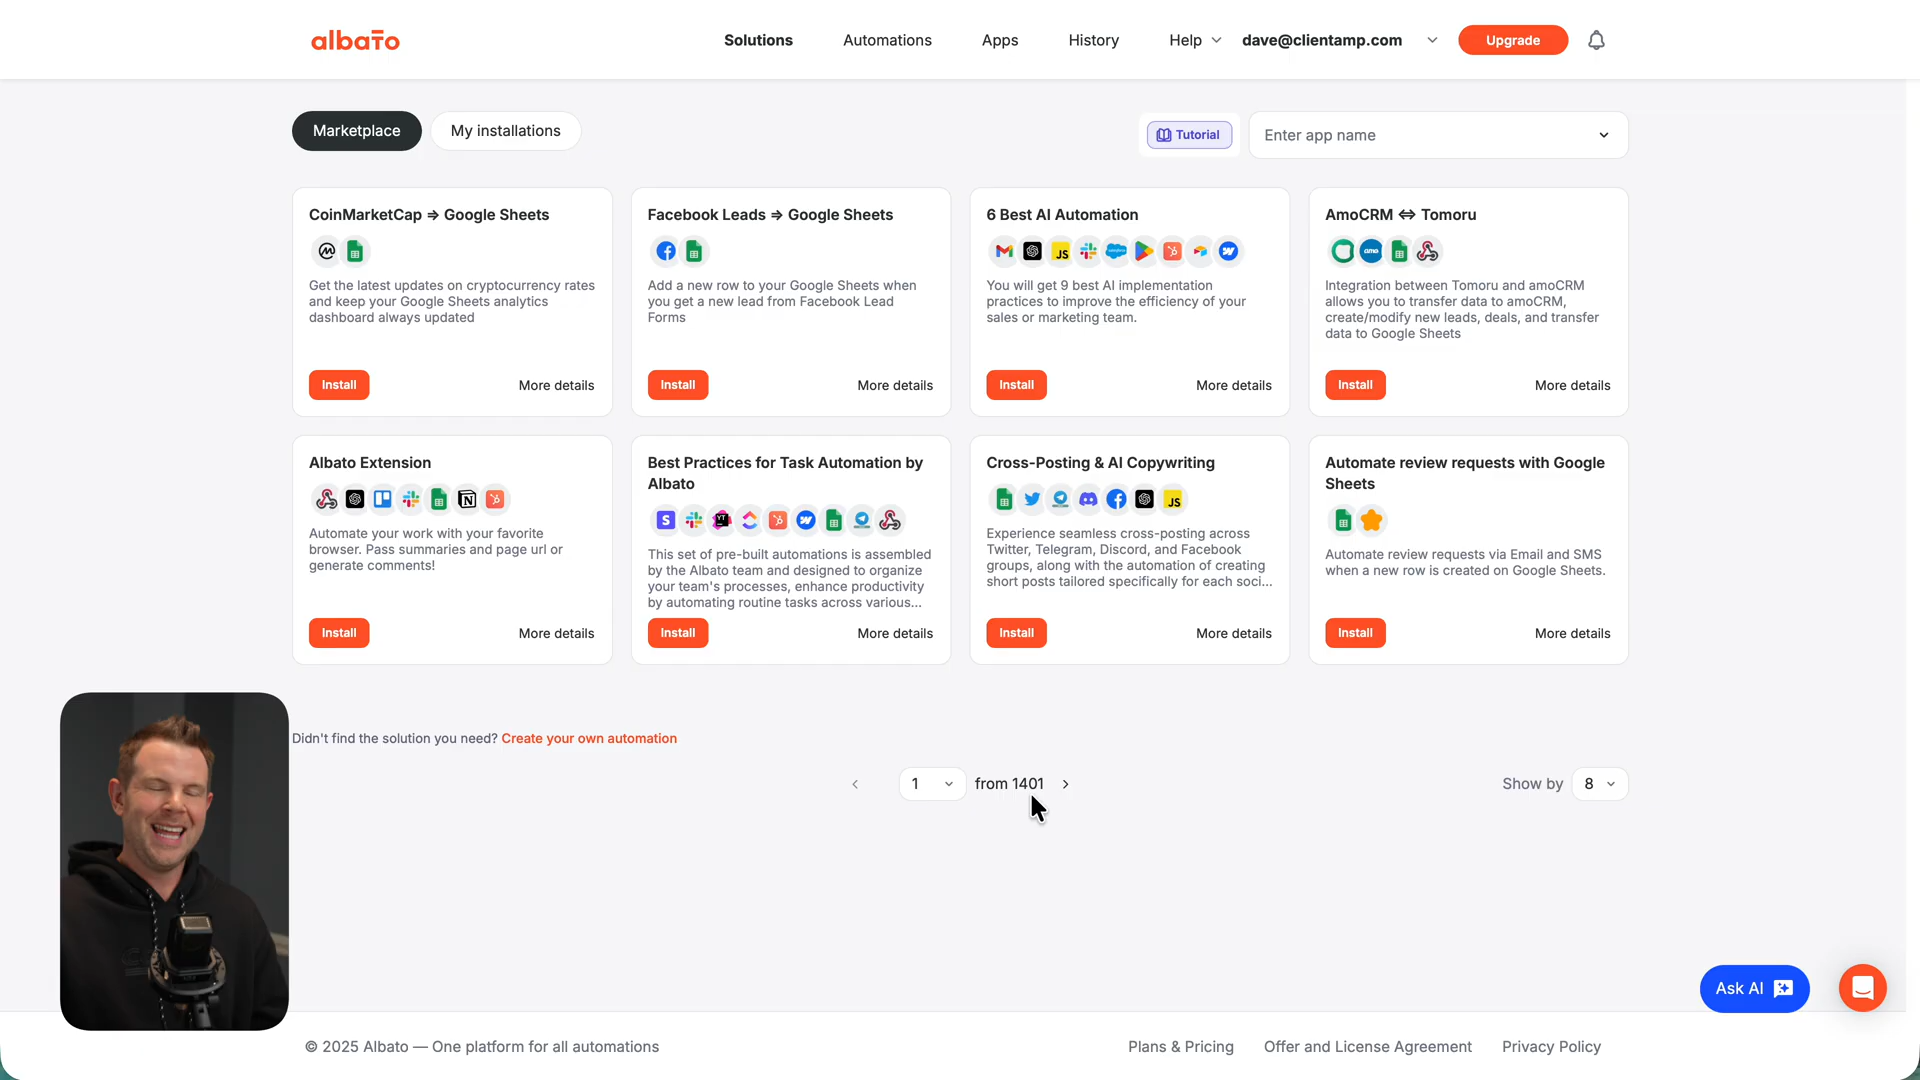 albato
Solutions
Automations
Apps
History
Help
dave@clientamp.com
Upgrade
Marketplace
My installations
Tutorial
Enter app name
CoinMarketCap ⇒ Google Sheets
Get the latest updates on cryptocurrency rates
and keep your Google Sheets analytics
dashboard always updated
Install
More details
Facebook Leads ⇒ Google Sheets
Add a new row to your Google Sheets when
you get a new lead from Facebook Lead
Forms
Install
More details
6 Best AI Automation
JS
You will get 9 best AI implementation
practices to improve the efficiency of your
sales or marketing team.
Install
More details
AmoCRM ⇔ Tomoru
amo
Integration between Tomoru and amoCRM
allows you to transfer data to amoCRM,
create/modify new leads, deals, and transfer
data to Google Sheets
Install
More details
Albato Extension
Automate your work with your favorite
browser. Pass summaries and page url or
generate comments!
Install
More details
Best Practices for Task Automation by
Albato
S
YT
This set of pre-built automations is assembled
by the Albato team and designed to organize
your team's processes, enhance productivity
by automating routine tasks across various...
Install
More details
Cross-Posting & AI Copywriting
JS
Experience seamless cross-posting across
Twitter, Telegram, Discord, and Facebook
groups, along with the automation of creating
short posts tailored specifically for each soci...
Install
More details
Automate review requests with Google
Sheets
Automate review requests via Email and SMS
when a new row is created on Google Sheets.
Install
More details
Didn't find the solution you need? Create your own automation
1
from 1401
Show by
8
Ask AI
© 2025 Albato — One platform for all automations
Plans & Pricing
Offer and License Agreement
Privacy Policy